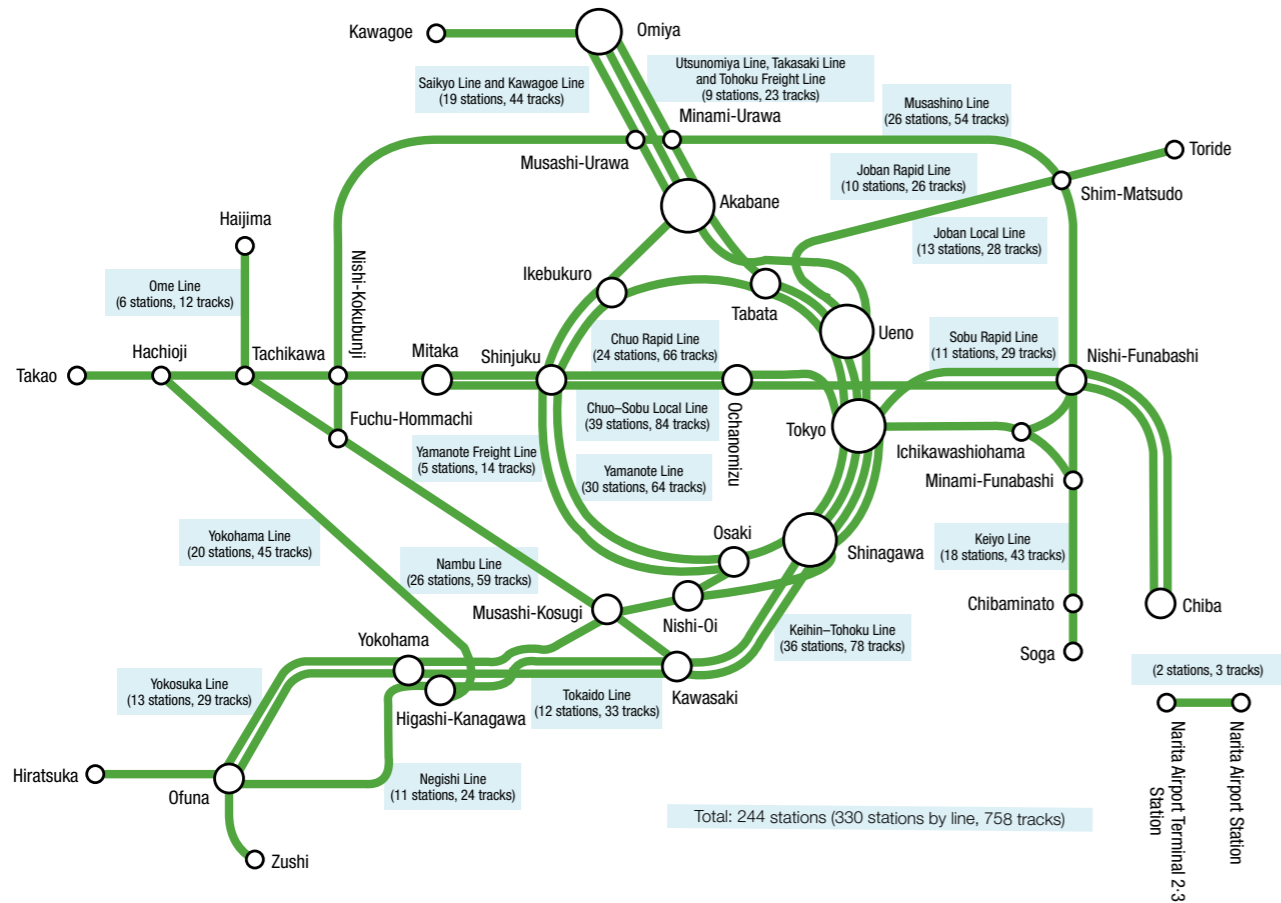 Kawagoe
Omiya
Saikyo Line and Kawagoe Line
(19 stations, 44 tracks)
Utsunomiya Line, Takasaki Line
and Tohoku Freight Line
(9 stations, 23 tracks)
Minami-Urawa
Musashino Line
(26 stations, 54 tracks)
Musashi-Urawa
Toride
Joban Rapid Line
(10 stations, 26 tracks)
Shim-Matsudo
Akabane
Haijima
Joban Local Line
(13 stations, 28 tracks)
Nishi-Kokubunji
Ikebukuro
Ome Line
(6 stations, 12 tracks)
Tabata
Ueno
Chuo Rapid Line
(24 stations, 66 tracks)
Sobu Rapid Line
(11 stations, 29 tracks)
Hachioji
Tachikawa
Mitaka
Shinjuku
Nishi-Funabashi
Takao
Fuchu-Hommachi
Chuo–Sobu Local Line
(39 stations, 84 tracks)
Ochanomizu
Tokyo
Ichikawashiohama
Yamanote Freight Line
(5 stations, 14 tracks)
Yamanote Line
(30 stations, 64 tracks)
Minami-Funabashi
Yokohama Line
(20 stations, 45 tracks)
Osaki
Shinagawa
Keiyo Line
(18 stations, 43 tracks)
Nambu Line
(26 stations, 59 tracks)
Musashi-Kosugi
Nishi-Oi
Chibaminato
Chiba
Keihin–Tohoku Line
(36 stations, 78 tracks)
Yokohama
Soga
Yokosuka Line
(13 stations, 29 tracks)
Tokaido Line
(12 stations, 33 tracks)
Kawasaki
(2 stations, 3 tracks)
Higashi-Kanagawa
Hiratsuka
Ofuna
Negishi Line
(11 stations, 24 tracks)
Narita Airport Terminal 2·3
Station
Narita Airport Station
Total: 244 stations (330 stations by line, 758 tracks)
Zushi